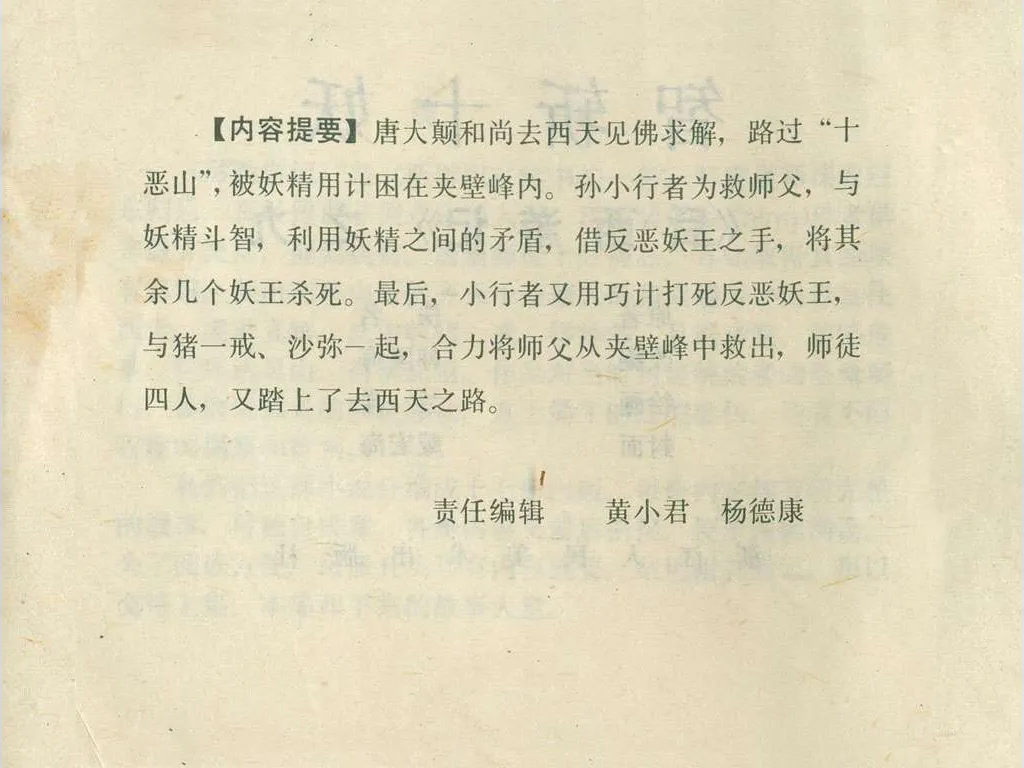 【内容提要】唐大颠和尚去西天见佛求解，路过“十
恶山”，被妖精用计困在夹壁峰内。孙小行者为救师父，与
妖精斗智，利用妖精之间的矛盾，借反恶妖王之手，将其
余几个妖王杀死。最后，小行者又用巧计打死反恶妖王，
与猪一戒、沙弥一起，合力将师父从夹壁峰中救出，师徒
四人，又踏上了去西天之路。
责任编辑 黄小君 杨德康